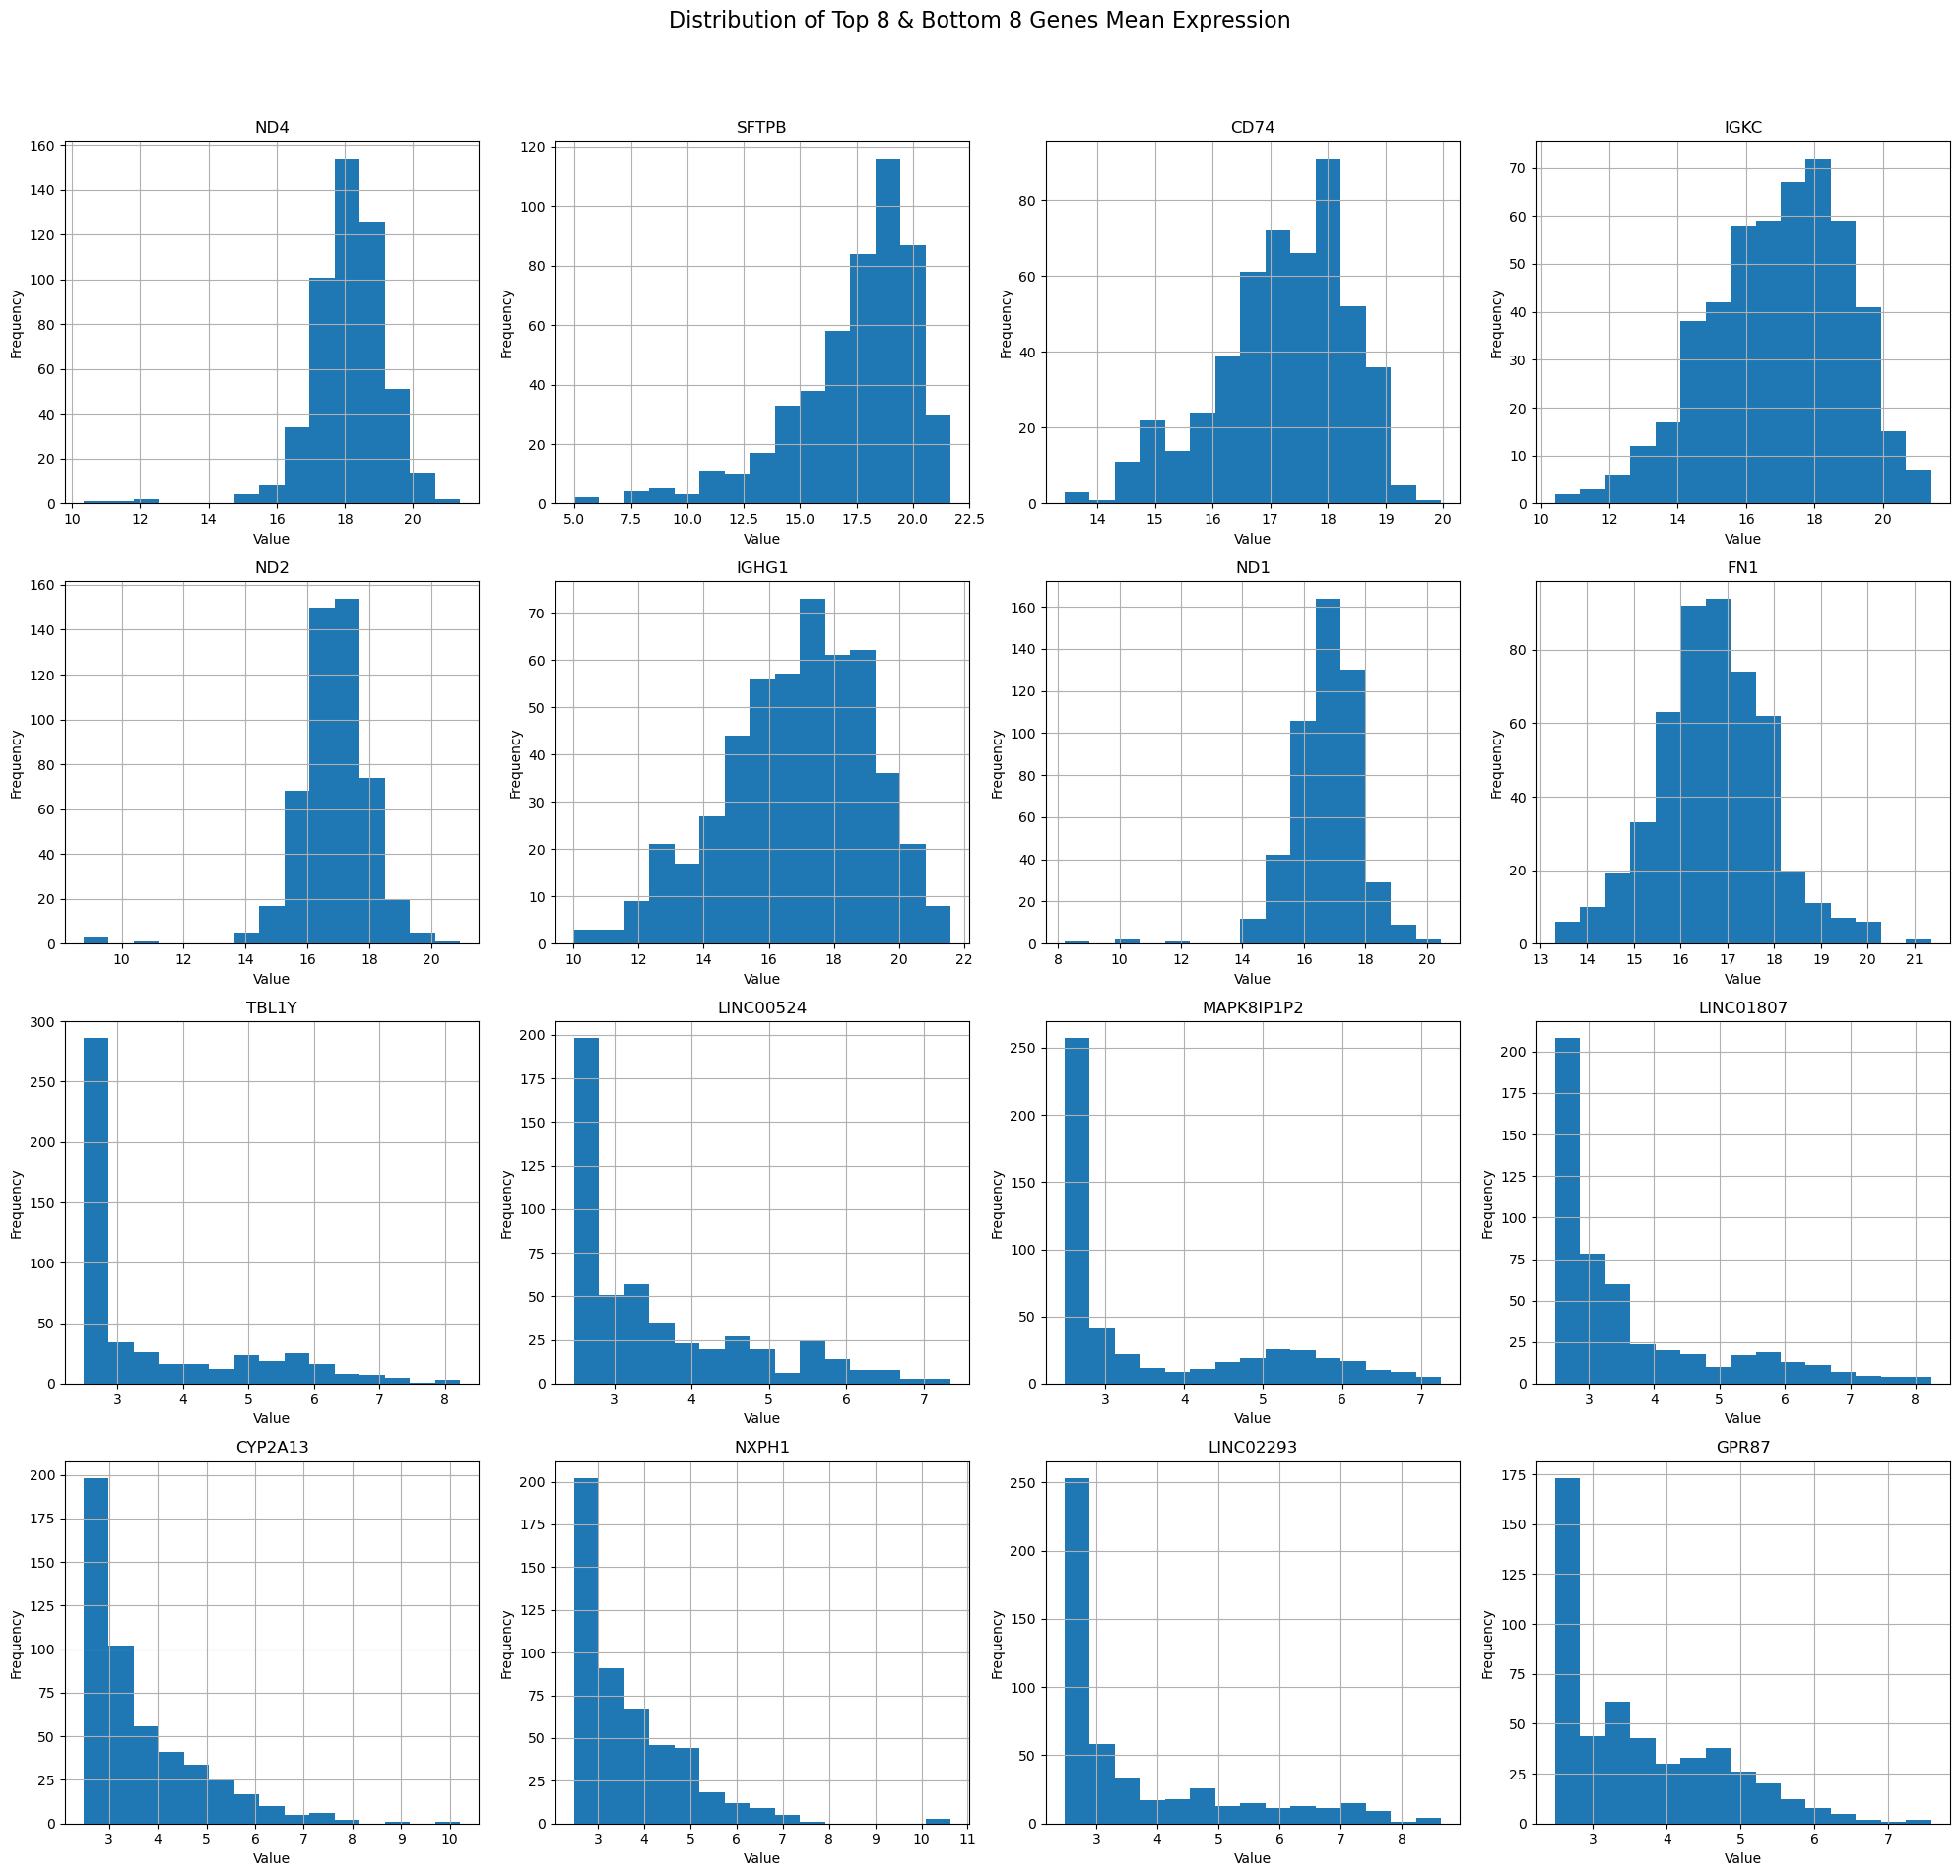 Distribution of Top 8 & Bottom 8 Genes Mean Expression
ND4
Frequency
160
140
120
100
80
60
40
20
0
10 12 14 16 18 20
Value
SFTPB
Frequency
120
100
80
60
40
20
0
5.0 7.5 10.0 12.5 15.0 17.5 20.0 22.5
Value
CD74
Frequency
80
60
40
20
0
14 15 16 17 18 19 20
Value
IGKC
Frequency
70
60
50
40
30
20
10
0
10 12 14 16 18 20
Value
ND2
Frequency
160
140
120
100
80
60
40
20
0
10 12 14 16 18 20
Value
IGHG1
Frequency
70
60
50
40
30
20
10
0
10 12 14 16 18 20 22
Value
ND1
Frequency
160
140
120
100
80
60
40
20
0
8 10 12 14 16 18 20
Value
FN1
Frequency
80
60
40
20
0
13 14 15 16 17 18 19 20 21
Value
TBL1Y
Frequency
300
250
200
150
100
50
0
3 4 5 6 7 8
Value
LINC00524
Frequency
200
175
150
125
100
75
50
25
0
3 4 5 6 7
Value
MAPK8IP1P2
Frequency
250
200
150
100
50
0
3 4 5 6 7
Value
LINC01807
Frequency
200
175
150
125
100
75
50
25
0
3 4 5 6 7 8
Value
CYP2A13
Frequency
200
175
150
125
100
75
50
25
0
3 4 5 6 7 8 9 10
Value
NXPH1
Frequency
200
175
150
125
100
75
50
25
0
3 4 5 6 7 8 9 10 11
Value
LINC02293
Frequency
250
200
150
100
50
0
3 4 5 6 7 8
Value
GPR87
Frequency
175
150
125
100
75
50
25
0
3 4 5 6 7
Value